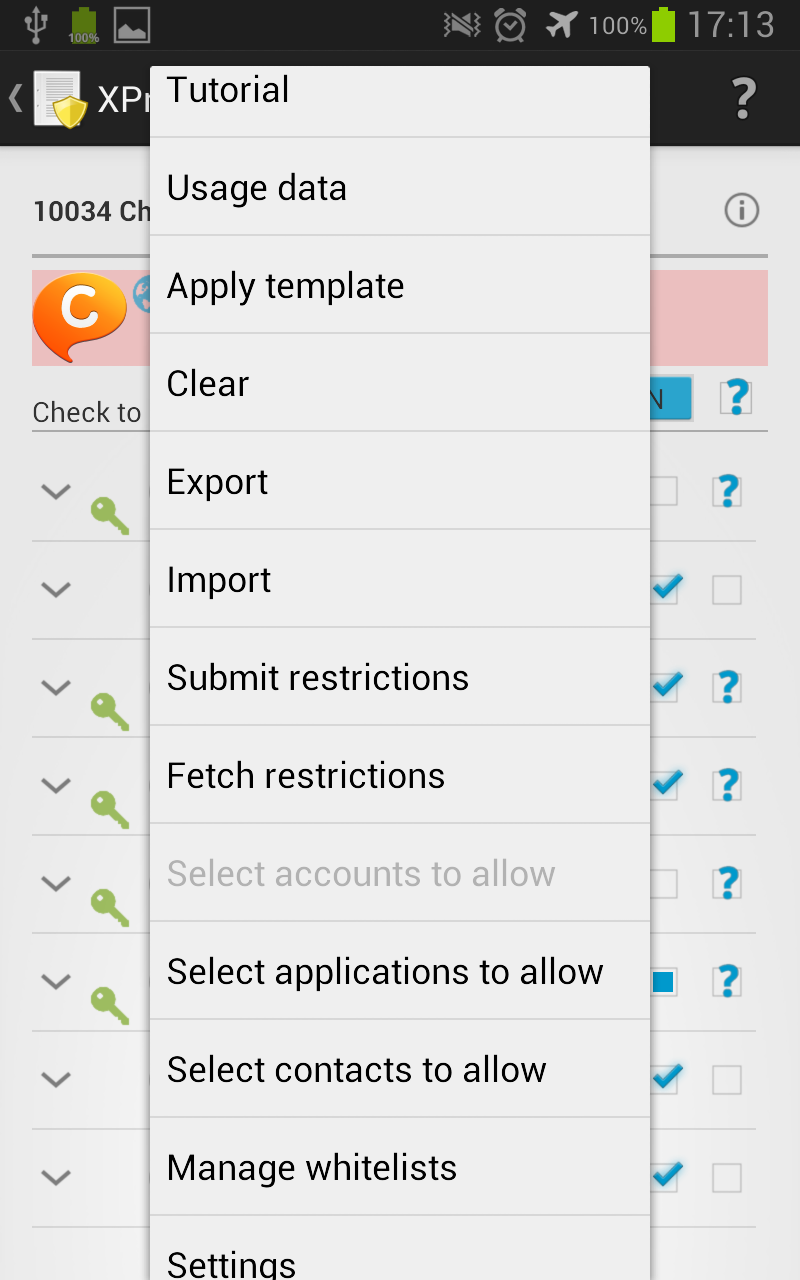 100%
100%
17:13
XPr
?
Tutorial
Usage data
10034 Ch
Apply template
C
Clear
Check to
N
?
Export
?
Import
Submit restrictions
?
Fetch restrictions
?
Select accounts to allow
?
Select applications to allow
?
Select contacts to allow
Manage whitelists
Settings